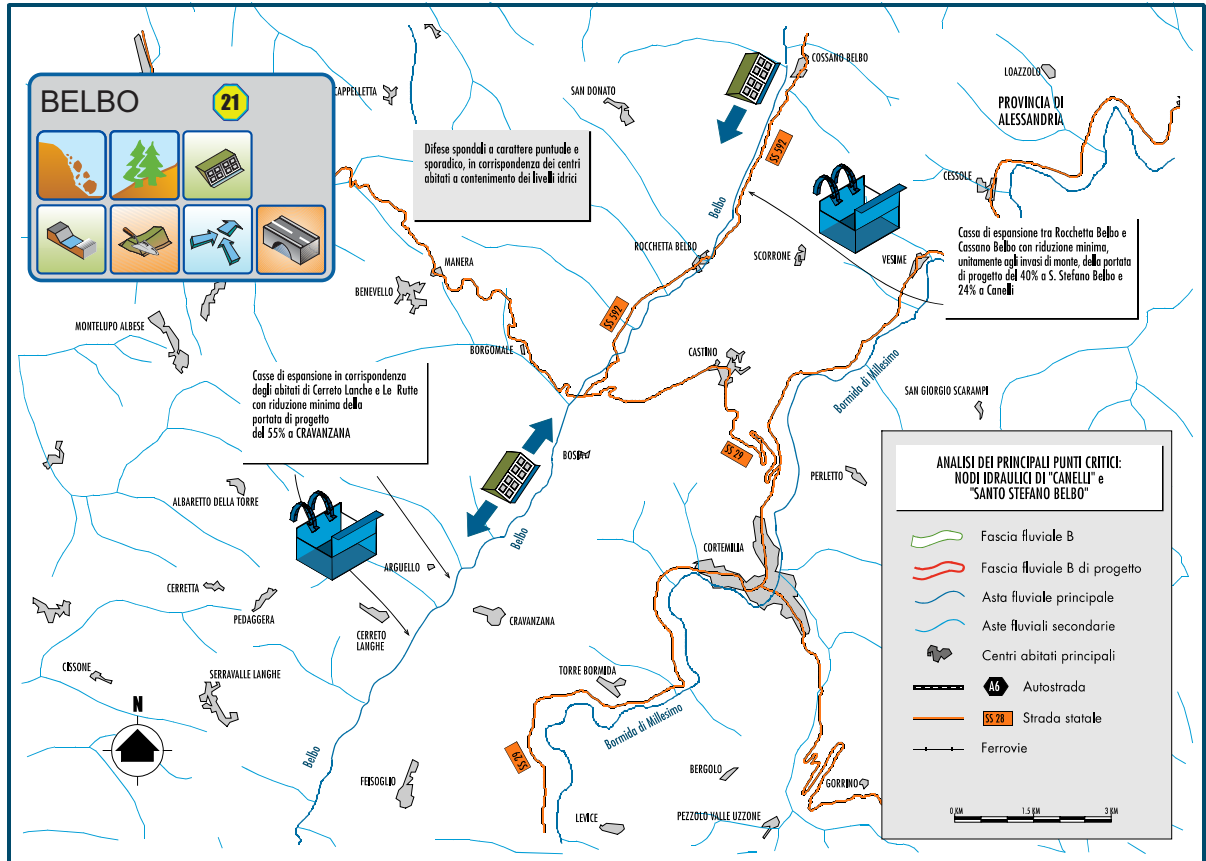 BELBO
21
CAPPELLETTA
SAN DONATO
COSSANO BELBO
LOAZZOLO
PROVINCIA DI
ALESSANDRIA
Difese spondali a carattere puntuale e
sporadico, in corrispondenza dei centri
abitati a contenimento dei livelli idrici
SS 592
CESSOLE
Belbo
Cassa di espansione tra Rocchetta Belbo e
Cassano Belbo con riduzione minima,
unitamente agli invasi di monte, della portata
di progetto del 40% a S. Stefano Belbo e
24% a Canelli
ROCCHETTA BELBO
SCORRONE
VESIME
MANERA
BENEVELLO
SS 592
MONTELUPO ALBESE
BORGOMALE
CASTINO
Bormida di Millesimo
Casse di espansione in corrispondenza
degli abitati di Cerreto Lanche e Le Rutte
con riduzione minima della
portata di progetto
del 55% a CRAVANZANA
SAN GIORGIO SCARAMPI
BOSIA
SS 29
PERLETTO
ANALISI DEI PRINCIPALI PUNTI CRITICI:
NODI IDRAULICI DI "CANELLI" e
"SANTO STEFANO BELBO"
ALBARETTO DELLA TORRE
Belbo
CORTEMILIA
ARGUELLO
CERRETTA
PEDAGGERA
CERRETO
LANGHE
CRAVANZANA
CISSONE
SERRAVALLE LANGHE
TORRE BORMIDA
N
Belbo
Bormida di Millesimo
SS 29
FEISOGLIO
BERGOLO
GORRINO
LEVICE
PEZZOLO VALLE UZZONE
Fascia fluviale B
Fascia fluviale B di progetto
Asta fluviale principale
Aste fluviali secondarie
Centri abitati principali
A6 Autostrada
SS 28 Strada statale
Ferrovie
0 KM 1.5 KM 3 KM